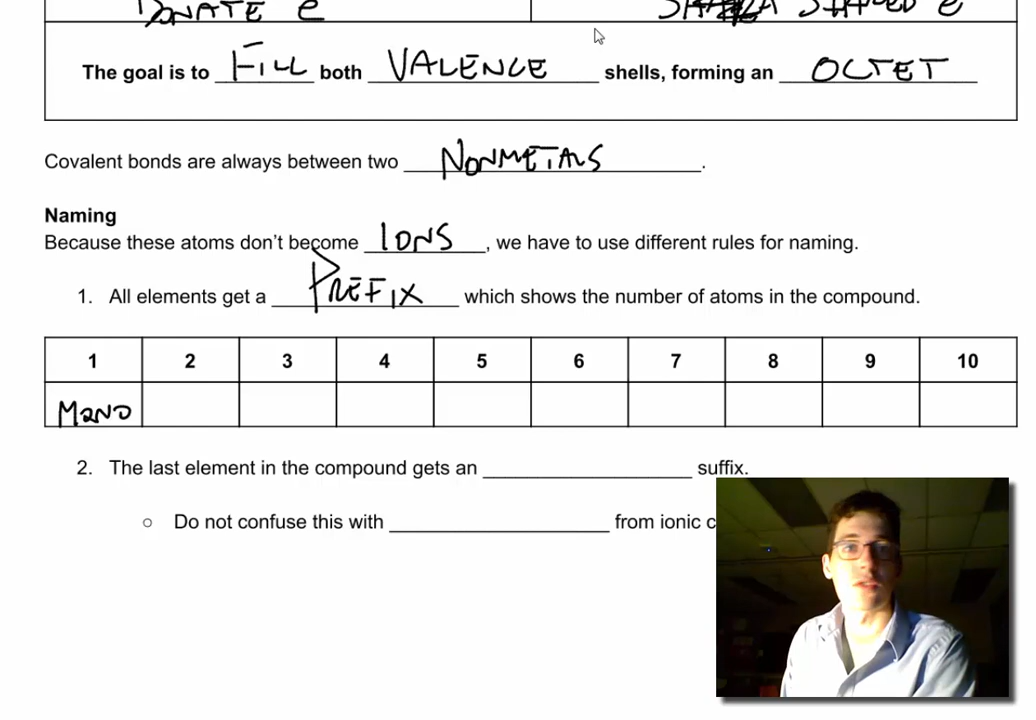 DONATE e SHARED e
The goal is to FILL both VALENCE shells, forming an OCTET
Covalent bonds are always between two NONMETALS.
Naming
Because these atoms don't become IONS, we have to use different rules for naming.
1. All elements get a PREFIX which shows the number of atoms in the compound.
1 2 3 4 5 6 7 8 9 10
MONO
2. The last element in the compound gets an ____________________ suffix.
○ Do not confuse this with ____________________ from ionic c